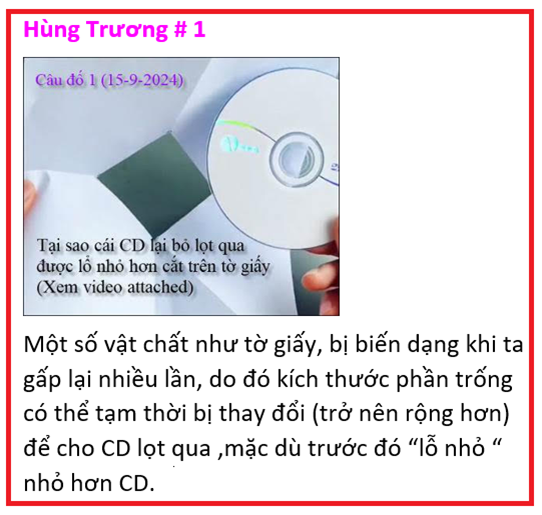 Hùng Trương # 1
Câu đố 1 (15-9-2024)
Tại sao cái CD lại bỏ lọt qua
được lổ nhỏ hơn cắt trên tờ giấy
(Xem video attached)
Một số vật chất như tờ giấy, bị biến dạng khi ta
gấp lại nhiều lần, do đó kích thước phần trống
có thể tạm thời bị thay đổi (trở nên rộng hơn)
để cho CD lọt qua ,mặc dù trước đó “lỗ nhỏ “
nhỏ hơn CD.